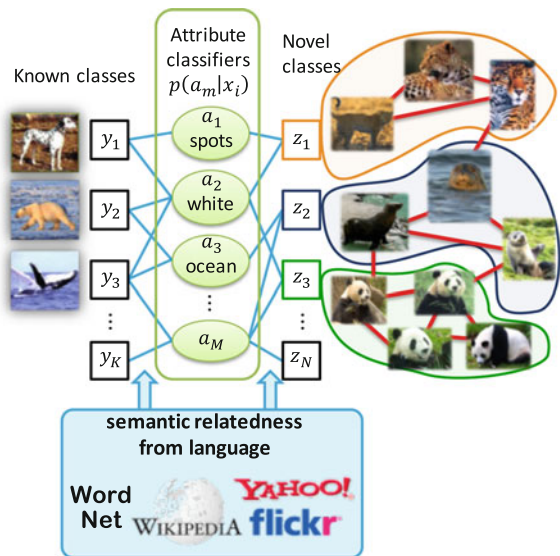 Known classes
Attribute
classifiers
p(a_m|x_i)
Novel
classes
y_1
a_1
spots
z_1
y_2
a_2
white
z_2
y_3
a_3
ocean
z_3
⋮
⋮
⋮
y_K
a_M
z_N
semantic relatedness
from language
Word
Net
WIKIPEDIA
YAHOO!
flickr